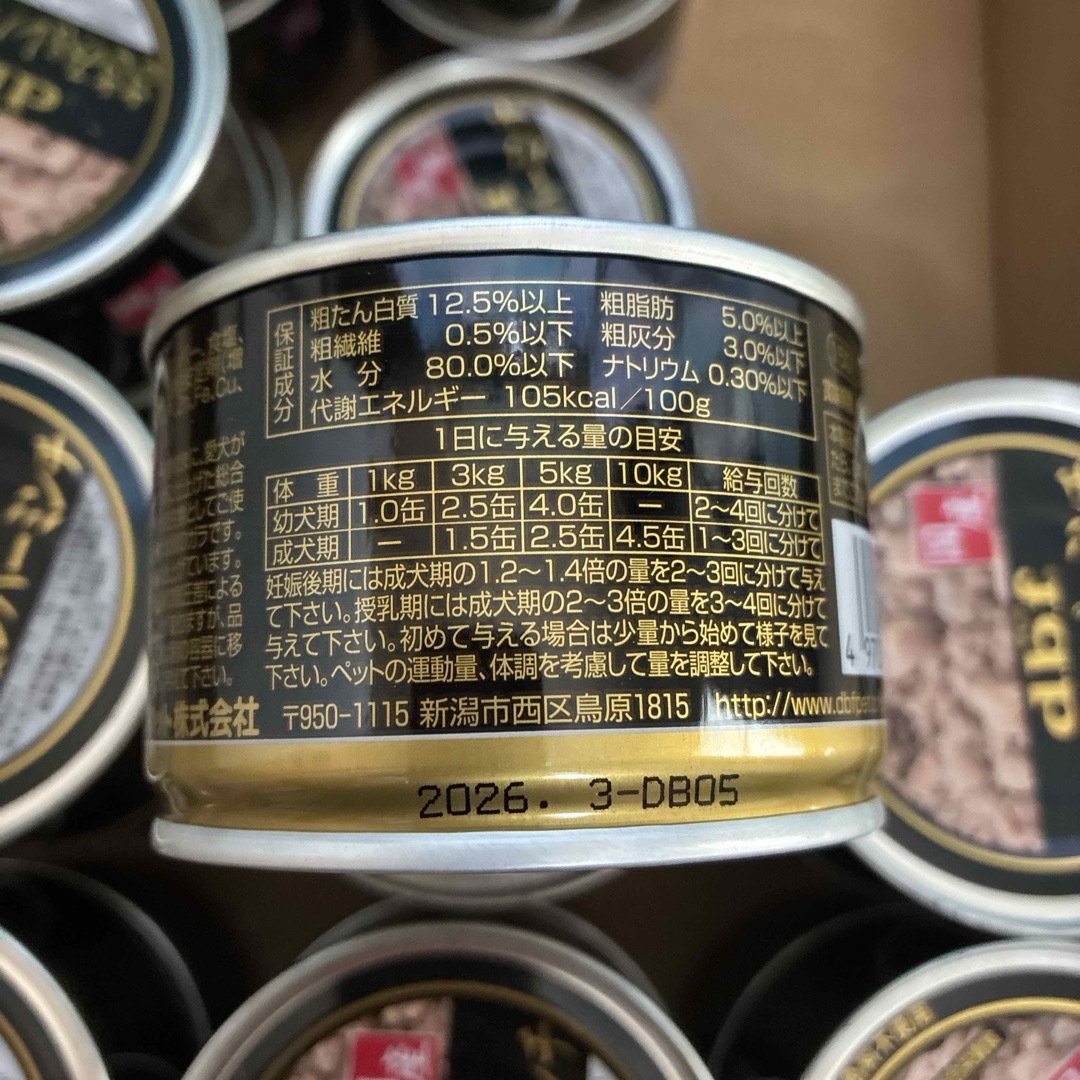 保証成分
粗たん白質 12.5%以上 粗脂肪 5.0%以上
粗繊維 0.5%以下 粗灰分 3.0%以下
水 分 80.0%以下 ナトリウム 0.30%以下
代謝エネルギー 105kcal/100g
1日に与える量の目安
体 重 1kg 3kg 5kg 10kg 給与回数
幼犬期 1.0缶 2.5缶 4.0缶 ー 2〜4回に分けて
成犬期 ー 1.5缶 2.5缶 4.5缶 1〜3回に分けて
妊娠後期には成犬期の1.2〜1.4倍の量を2〜3回に分けて与え
て下さい。授乳期には成犬期の2〜3倍の量を3〜4回に分けて
与えて下さい。初めて与える場合は少量から始めて様子を見て
下さい。ペットの運動量、体調を考慮して量を調整して下さい。
株式会社 〒950-1115 新潟市西区鳥原1815 http://www.dbfpet
2026. 3-DB05
国産